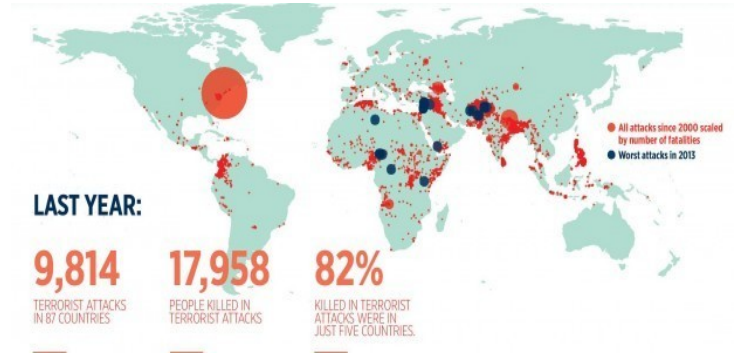 All attacks since 2000 scaled
by number of fatalities
Worst attacks in 2013
LAST YEAR:
9,814
TERRORIST ATTACKS
IN 87 COUNTRIES
17,958
PEOPLE KILLED IN
TERRORIST ATTACKS
82%
KILLED IN TERRORIST
ATTACKS WERE IN
JUST FIVE COUNTRIES.